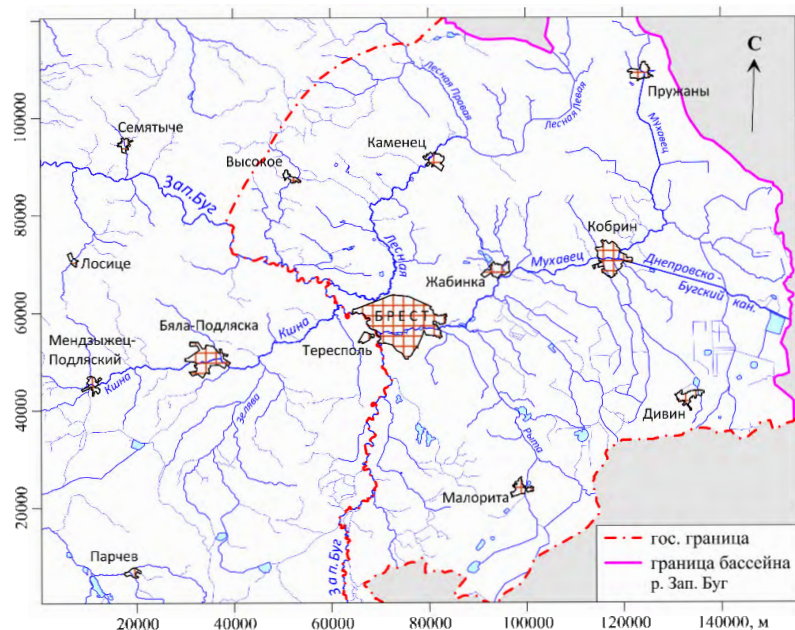 С
Пружаны
Лесная Правая
Лесная Левая
Мухавец
Семятыче
Высокое
Каменец
Зап.Буг
Лесная
Кобрин
Мухавец
Днепровско-
Бугский кан.
Лосице
Жабинка
БРЕСТ
Бяла-Подляска
Кшна
Тересполь
Мендзыжец-
Подляский
Кшна
Зелява
Дивин
Рыта
Малорита
Парчев
Зап.Буг
гос. граница
граница бассейна
р. Зап. Буг
100000
80000
60000
40000
20000
20000 40000 60000 80000 100000 120000 140000, м